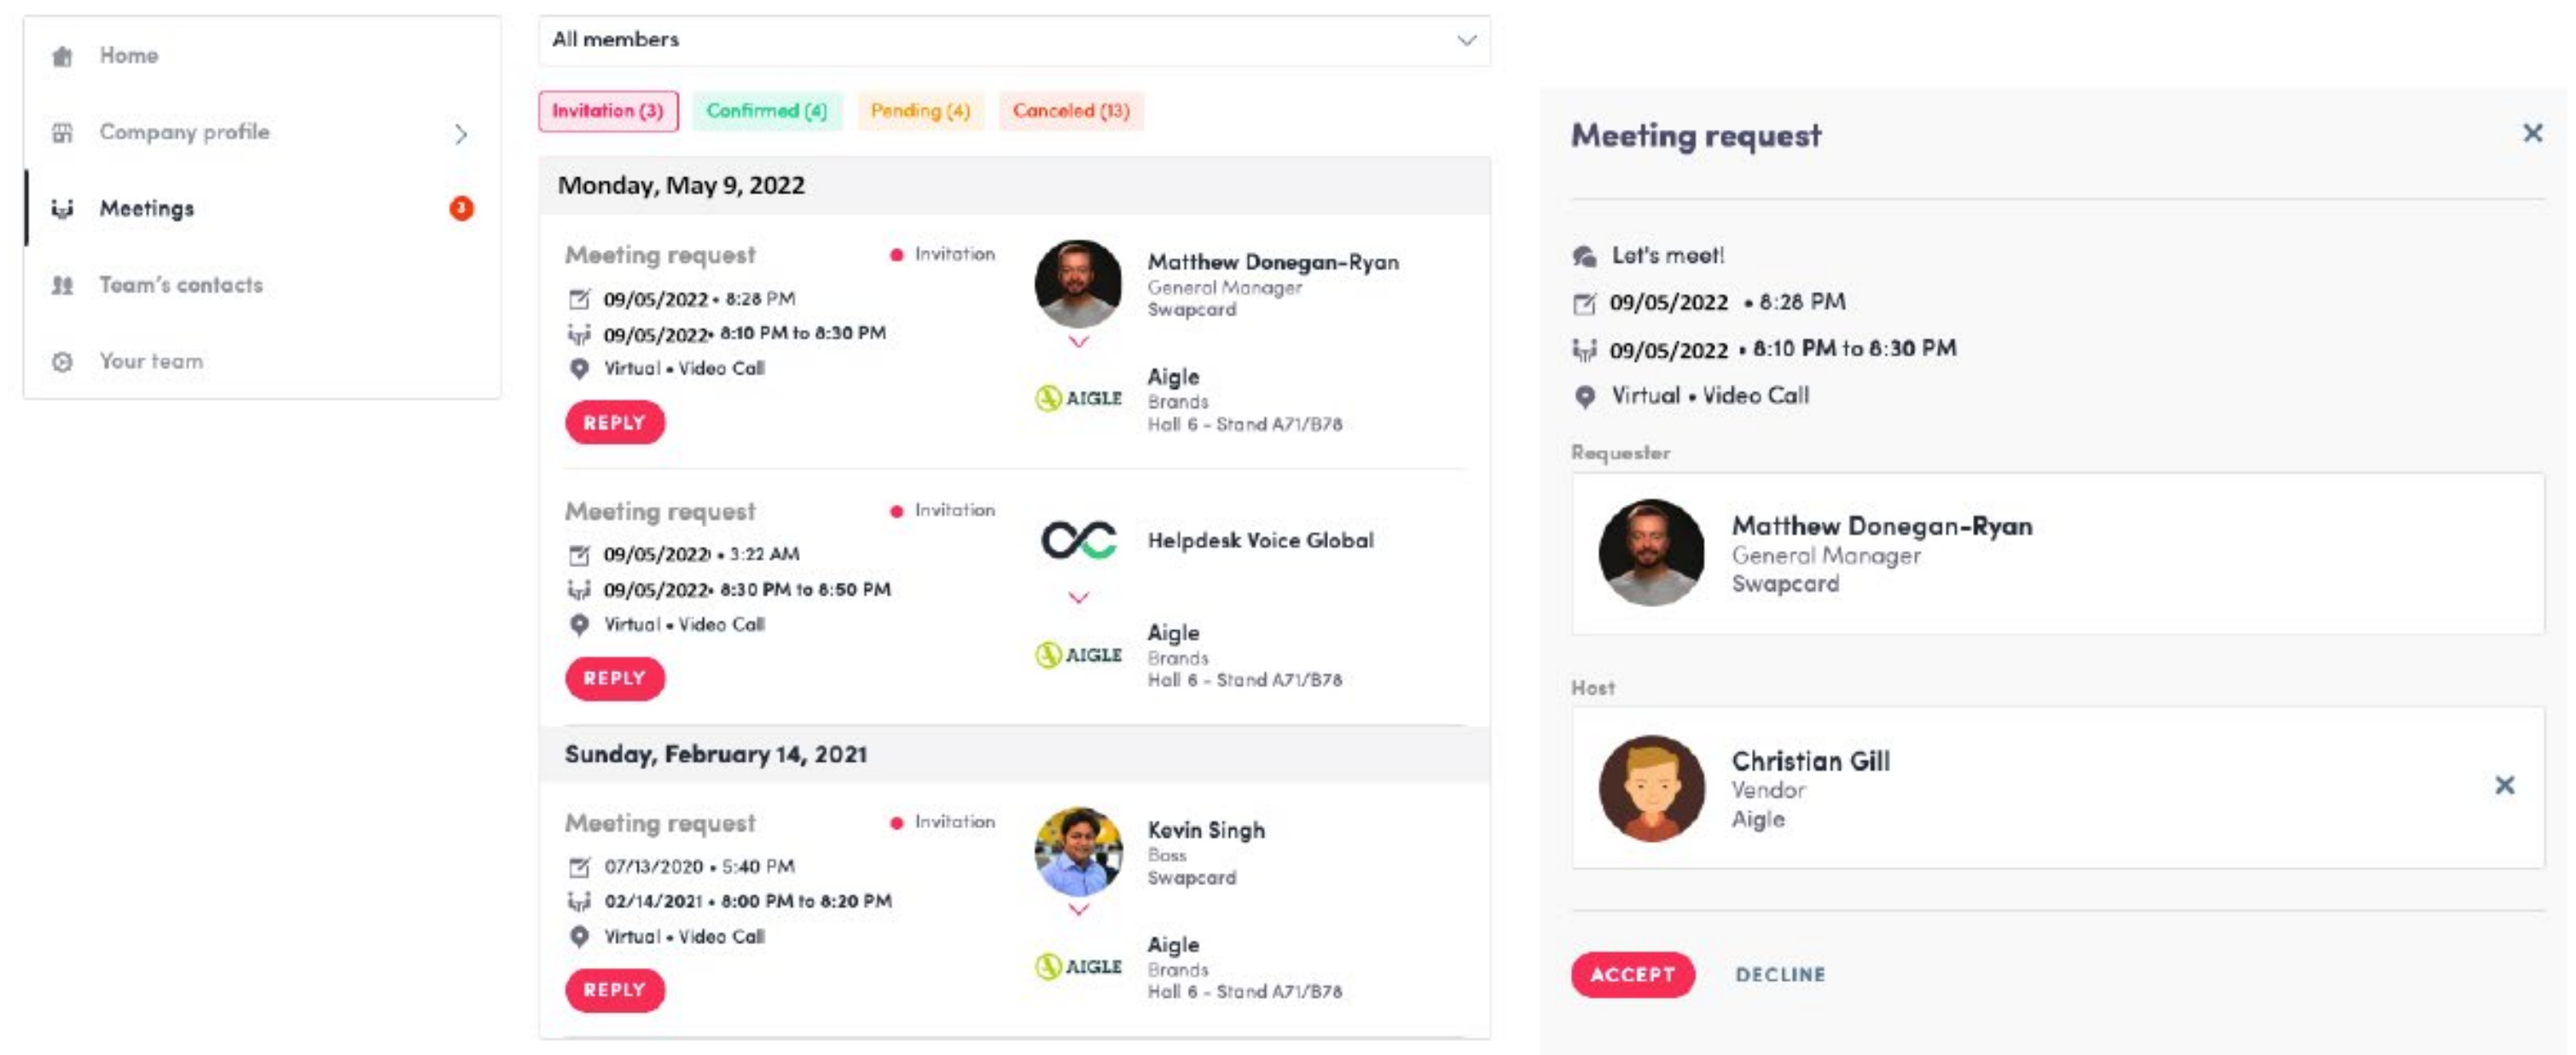 Home
Company profile
Meetings
3
Team's contacts
Your team
All members
Invitation (3)
Confirmed (4)
Pending (4)
Canceled (13)
Monday, May 9, 2022
Meeting request
Invitation
09/05/2022 • 8:28 PM
09/05/2022• 8:10 PM to 8:30 PM
Virtual • Video Call
REPLY
Matthew Donegan-Ryan
General Manager
Swapcard
AIGLE
Aigle
Brands
Hall 6 - Stand A71/B78
Meeting request
Invitation
09/05/2022 • 3:22 AM
09/05/2022• 8:30 PM to 8:50 PM
Virtual • Video Call
REPLY
Helpdesk Voice Global
AIGLE
Aigle
Brands
Hall 6 - Stand A71/B78
Sunday, February 14, 2021
Meeting request
Invitation
07/13/2020 • 5:40 PM
02/14/2021 • 8:00 PM to 8:20 PM
Virtual • Video Call
REPLY
Kevin Singh
Boss
Swapcard
AIGLE
Aigle
Brands
Hall 6 - Stand A71/B78
Meeting request
Let's meet!
09/05/2022 • 8:28 PM
09/05/2022 • 8:10 PM to 8:30 PM
Virtual • Video Call
Requester
Matthew Donegan-Ryan
General Manager
Swapcard
Host
Christian Gill
Vendor
Aigle
ACCEPT
DECLINE